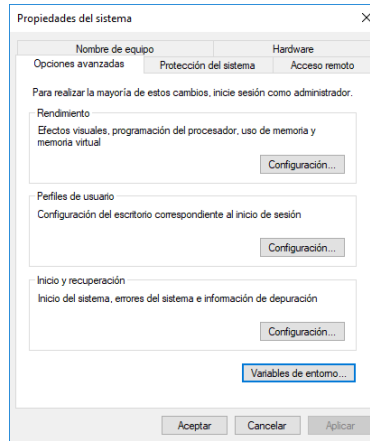 Propiedades del sistema
Nombre de equipo
Hardware
Opciones avanzadas
Protección del sistema
Acceso remoto
Para realizar la mayoría de estos cambios, inicie sesión como administrador.
Rendimiento
Efectos visuales, programación del procesador, uso de memoria y
memoria virtual
Configuración...
Perfiles de usuario
Configuración del escritorio correspondiente al inicio de sesión
Configuración...
Inicio y recuperación
Inicio del sistema, errores del sistema e información de depuración
Configuración...
Variables de entorno...
Aceptar
Cancelar
Aplicar